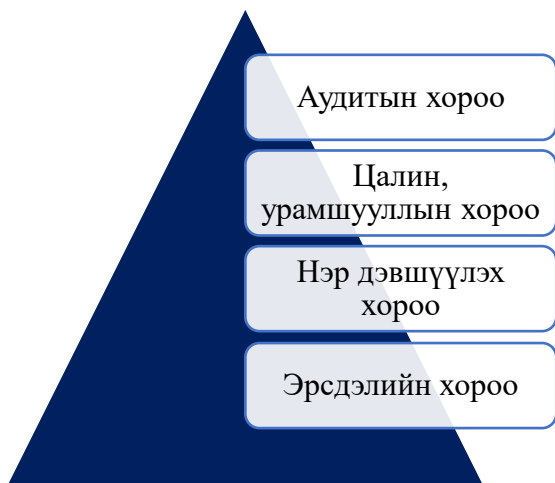 Аудитын хороо
Цалин,
урамшууллын хороо
Нэр дэвшүүлэх
хороо
Эрсдэлийн хороо